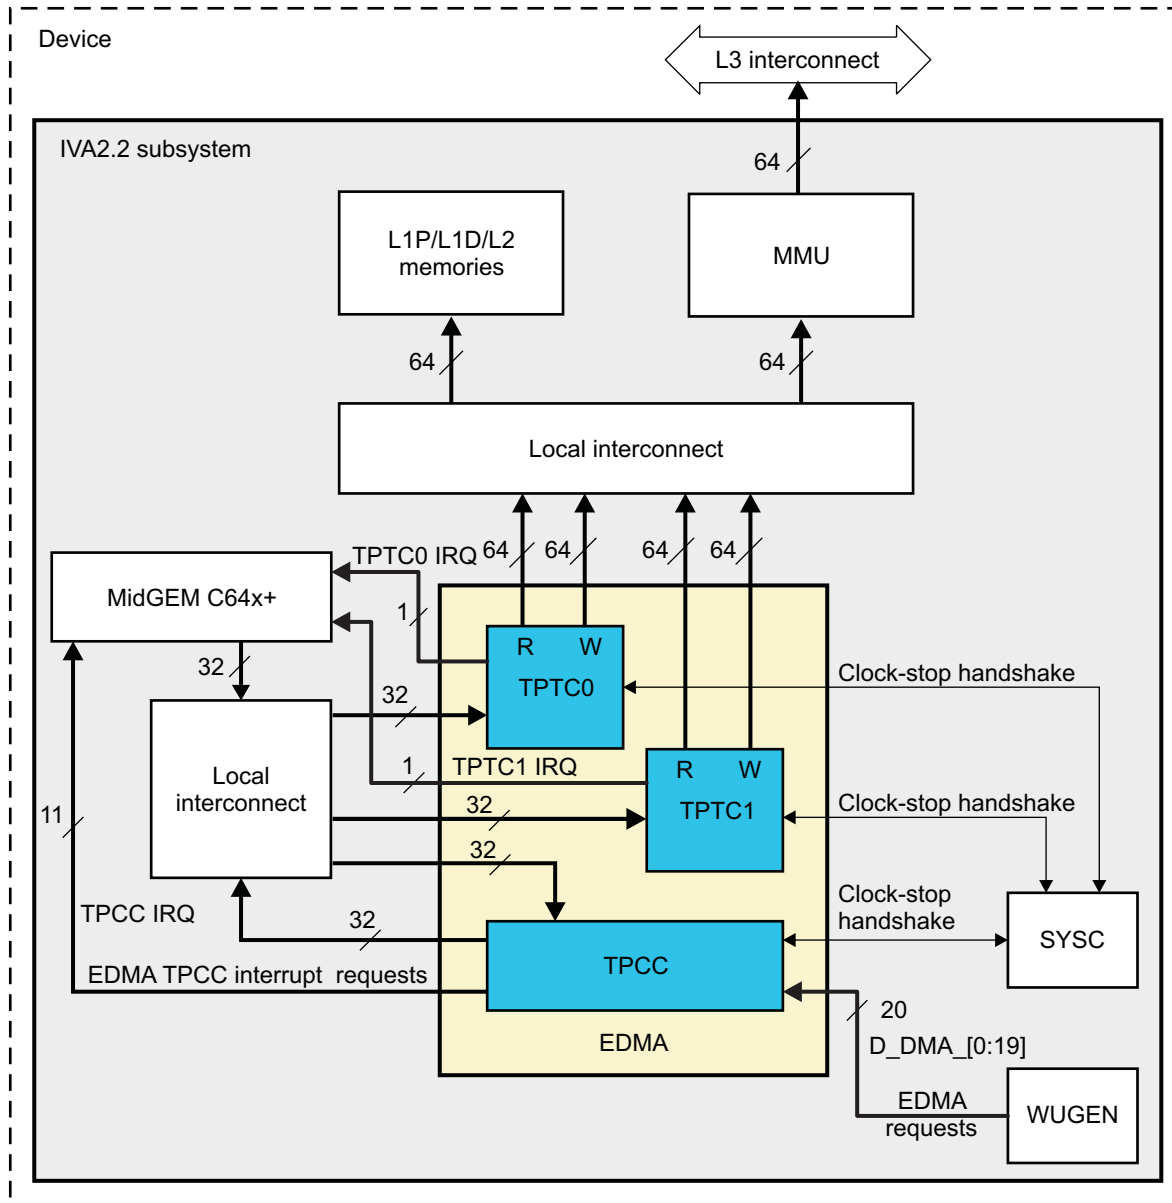 Device
L3 interconnect
IVA2.2 subsystem
64
L1P/L1D/L2
memories
MMU
64
64
Local interconnect
TPTC0 IRQ
64
64
64
64
MidGEM C64x+
1
R
W
TPTC0
32
Clock-stop handshake
32
Local
interconnect
1
TPTC1 IRQ
R
W
TPTC1
Clock-stop handshake
11
32
32
TPCC IRQ
32
Clock-stop
handshake
SYSC
TPCC
EDMA TPCC interrupt requests
20
D_DMA_[0:19]
EDMA
EDMA
requests
WUGEN